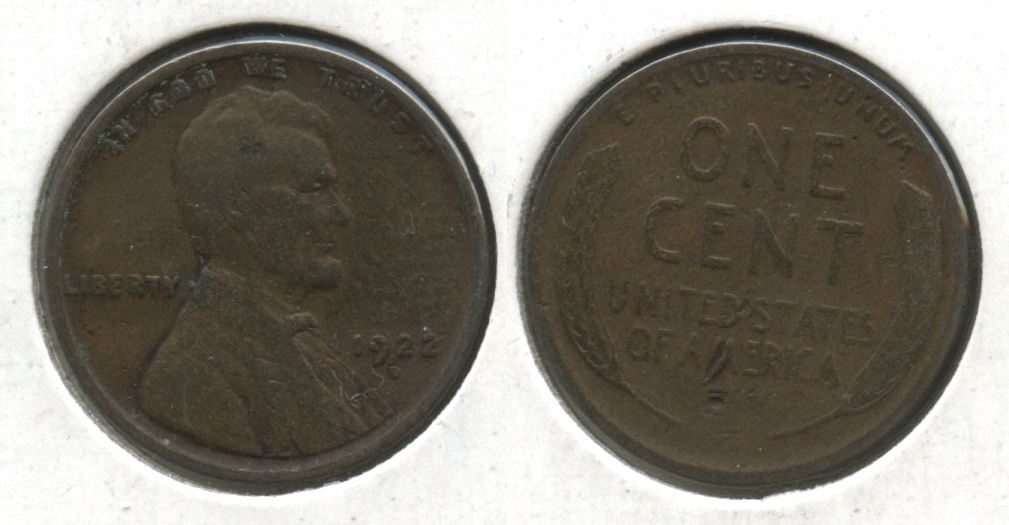 IN GOD WE TRUST
LIBERTY
1922
D
E PLURIBUS UNUM
ONE
CENT
UNITED STATES
OF AMERICA